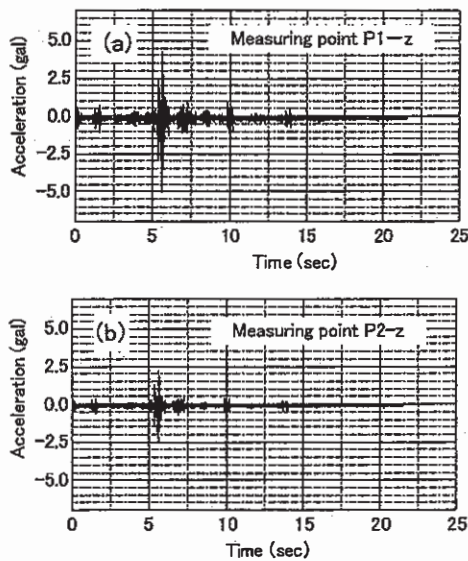 (a) Measuring point P1-z
Acceleration (gal)
5.0
2.5
0.0
-2.5
-5.0
0 5 10 15 20 25
Time (sec)
(b) Measuring point P2-z
Acceleration (gal)
5.0
2.5
0.0
-2.5
-5.0
0 5 10 15 20 25
Time (sec)